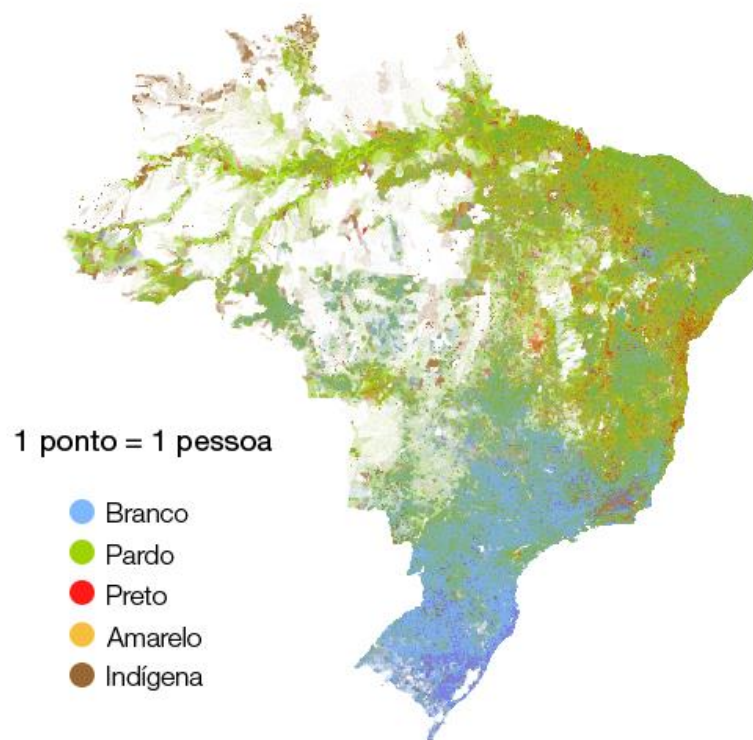 1 ponto = 1 pessoa
Branco
Pardo
Preto
Amarelo
Indígena